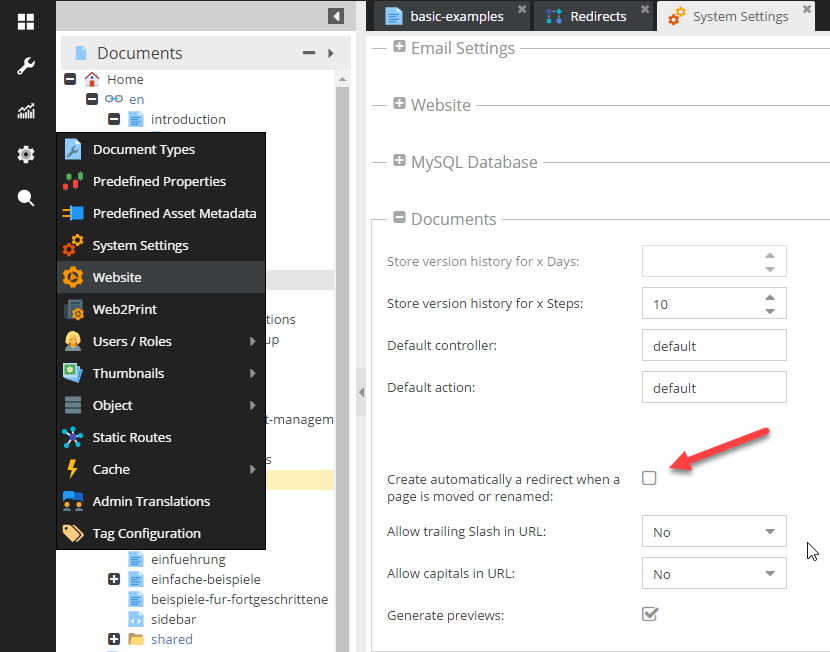 basic-examples
Redirects
System Settings
Documents
Home
en
introduction
Document Types
Predefined Properties
Predefined Asset Metadata
System Settings
Website
Web2Print
Users / Roles
Thumbnails
Object
Static Routes
Cache
Admin Translations
Tag Configuration
tions
up
t-managem
s
einfuehrung
einfache-beispiele
beispiele-fur-fortgeschrittene
sidebar
shared
Email Settings
Website
MySQL Database
Documents
Store version history for x Days:
Store version history for x Steps: 10
Default controller: default
Default action: default
Create automatically a redirect when a
page is moved or renamed:
Allow trailing Slash in URL: No
Allow capitals in URL: No
Generate previews: